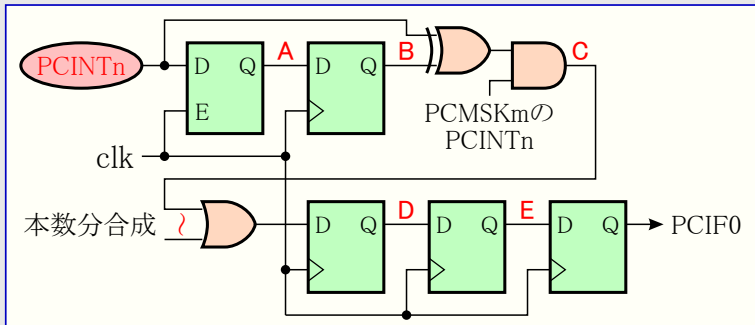 PCINTn
D Q
E
A
D Q
B
C
PCMSKmの
PCINTn
clk
本数分合成
~
D Q
D
D Q
E
D Q
PCIF0